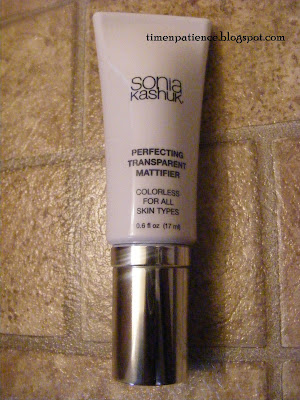 timenpatience.blogspot.com
sonia
kashuk
PERFECTING
TRANSPARENT
MATTIFIER
COLORLESS
FOR ALL
SKIN TYPES
0.6 fl oz (17 ml)